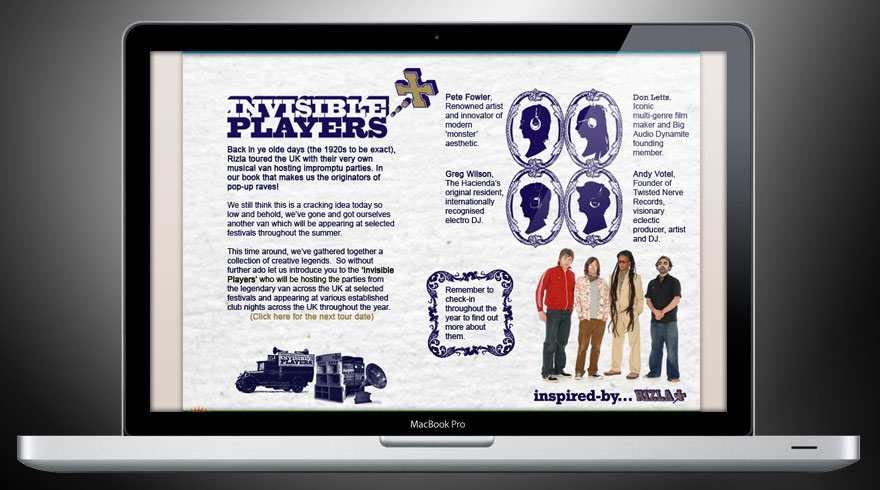 INVISIBLE
PLAYERS
Back in ye olde days (the 1920s to be exact),
Rizla toured the UK with their very own
musical van hosting impromptu parties. In
our book that makes us the originators of
pop-up raves!
We still think this is a cracking idea today so
low and behold, we've gone and got ourselves
another van which will be appearing at selected
festivals throughout the summer.
This time around, we've gathered together a
collection of creative legends. So without
further ado let us introduce you to the 'Invisible
Players' who will be hosting the parties from
the legendary van across the UK at selected
festivals and appearing at various established
club nights across the UK throughout the year.
(Click here for the next tour date)
INVISIBLE
PLAYERS
Pete Fowler,
Renowned artist
and innovator of
modern
'monster'
aesthetic.
Don Letts,
Iconic
multi-genre film
maker and Big
Audio Dynamite
founding
member.
Greg Wilson,
The Hacienda's
original resident,
internationally
recognised
electro DJ.
Andy Votel,
Founder of
Twisted Nerve
Records,
visionary
eclectic
producer, artist
and DJ.
Remember to
check-in
throughout the
year to find out
more about
them.
inspired-by... RIZLA+
MacBook Pro